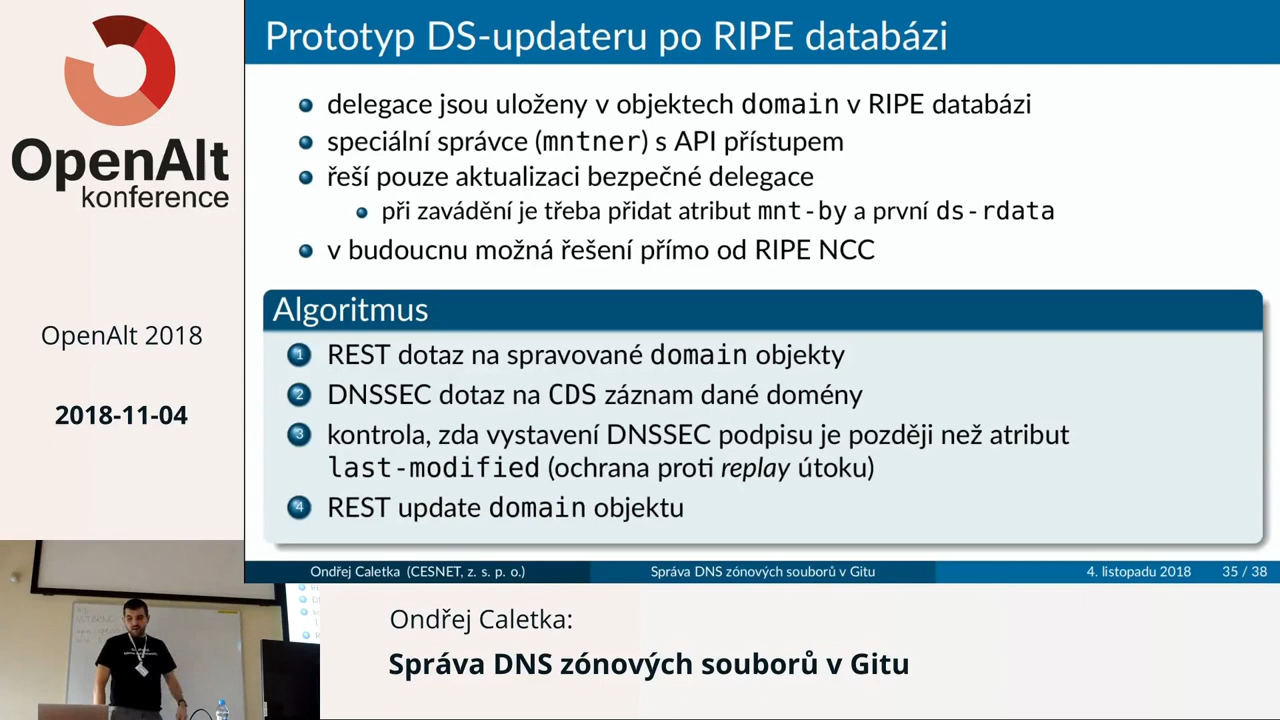 OpenAlt
konference
OpenAlt 2018
2018-11-04
Prototyp DS-updateru po RIPE databázi
delegace jsou uloženy v objektech domain v RIPE databázi
speciální správce (mntner) s API přístupem
řeší pouze aktualizaci bezpečné delegace
při zavádění je třeba přidat atribut mnt-by a první ds-rdata
v budoucnu možná řešení přímo od RIPE NCC
Algoritmus
1 REST dotaz na spravované domain objekty
2 DNSSEC dotaz na CDS záznam dané domény
3 kontrola, zda vystavení DNSSEC podpisu je později než atribut
last-modified (ochrana proti replay útoku)
4 REST update domain objektu
Ondřej Caletka (CESNET, z. s. p. o.) Správa DNS zónových souborů v Gitu 4. listopadu 2018 35 / 38
Ondřej Caletka:
Správa DNS zónových souborů v Gitu